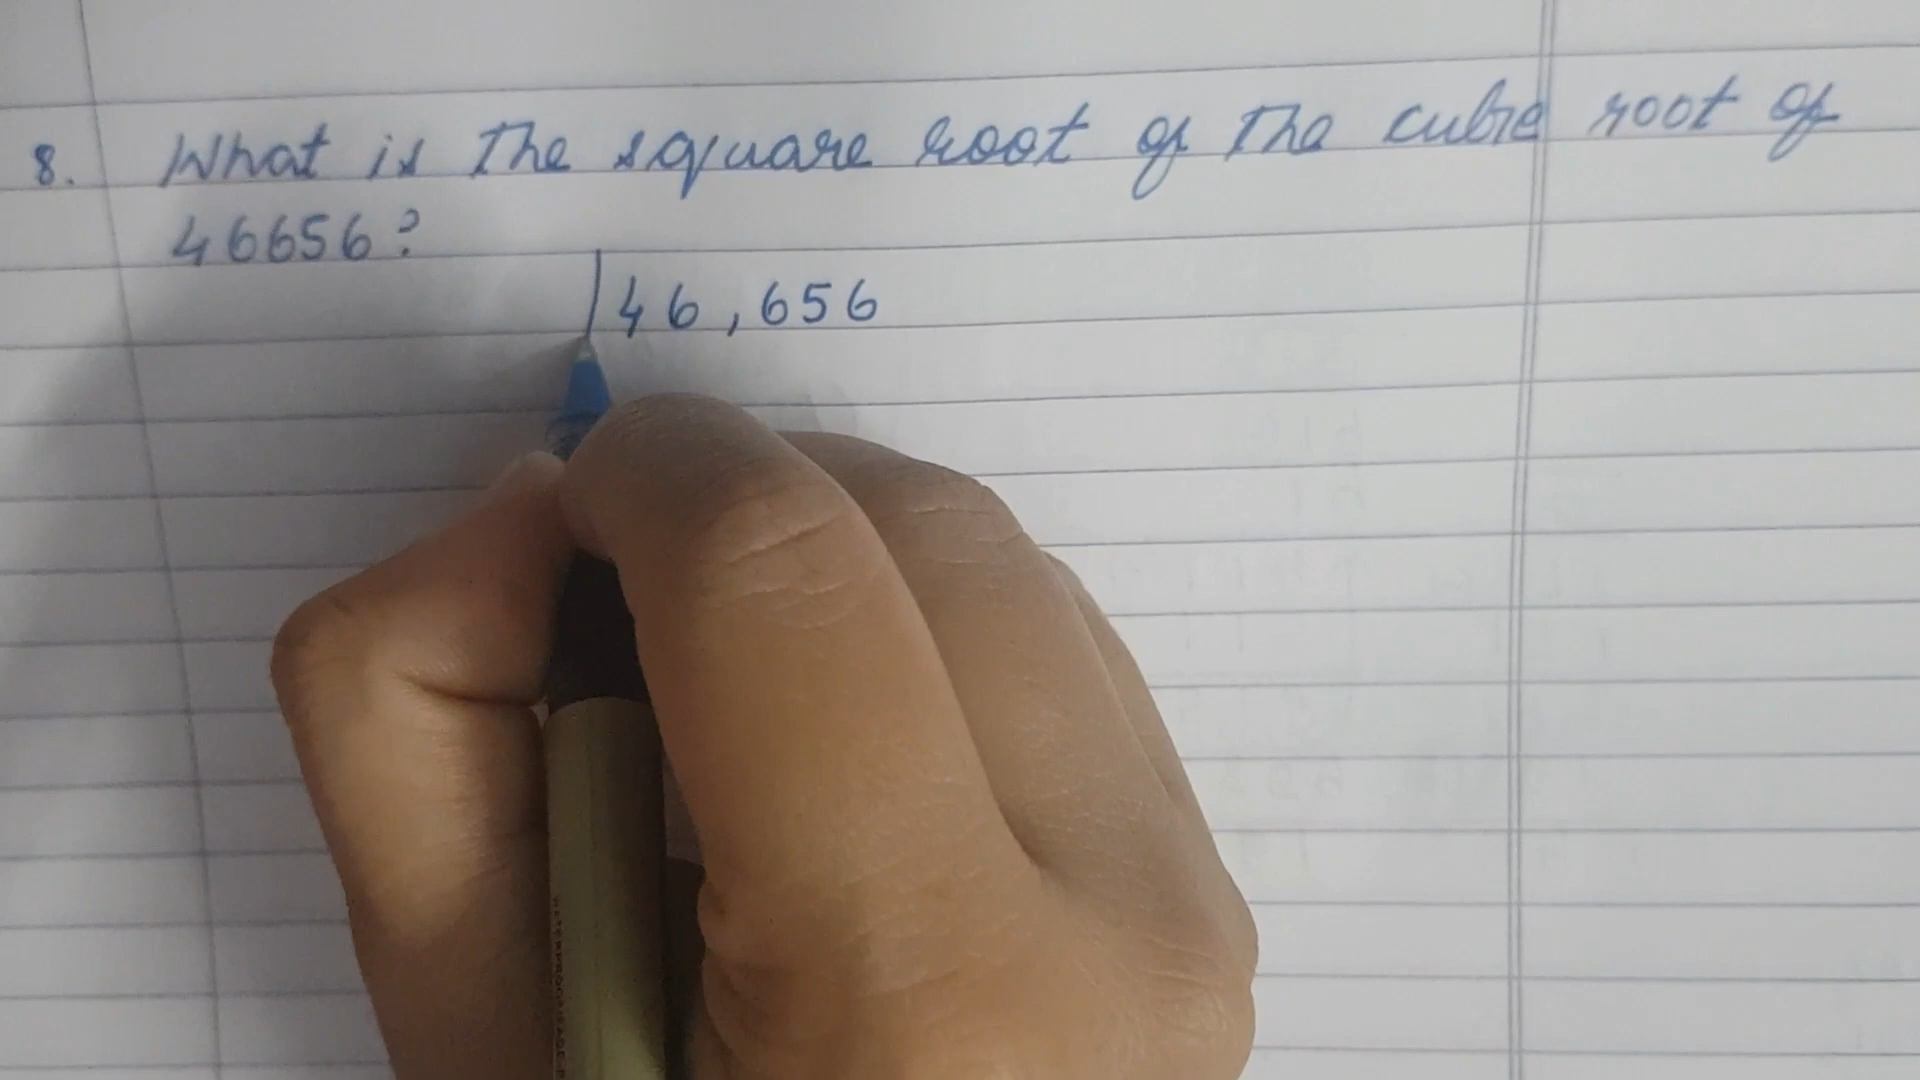 8. What is the square root of the cube root of
46656?
46,656